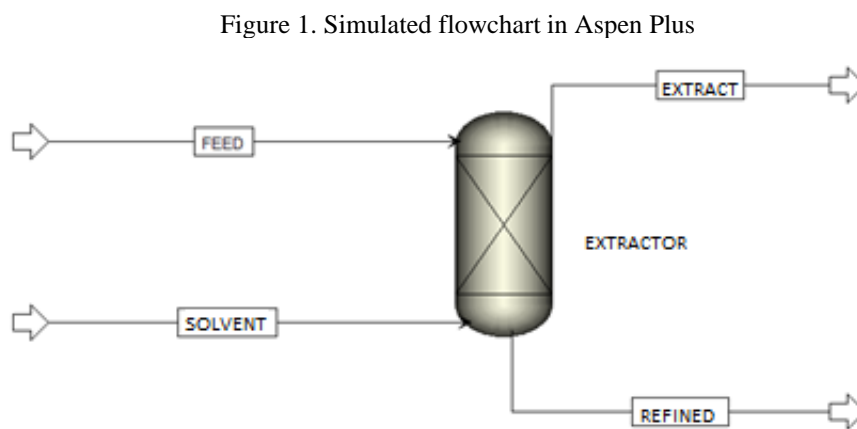 Figure 1. Simulated flowchart in Aspen Plus
EXTRACT
FEED
EXTRACTOR
SOLVENT
REFINED